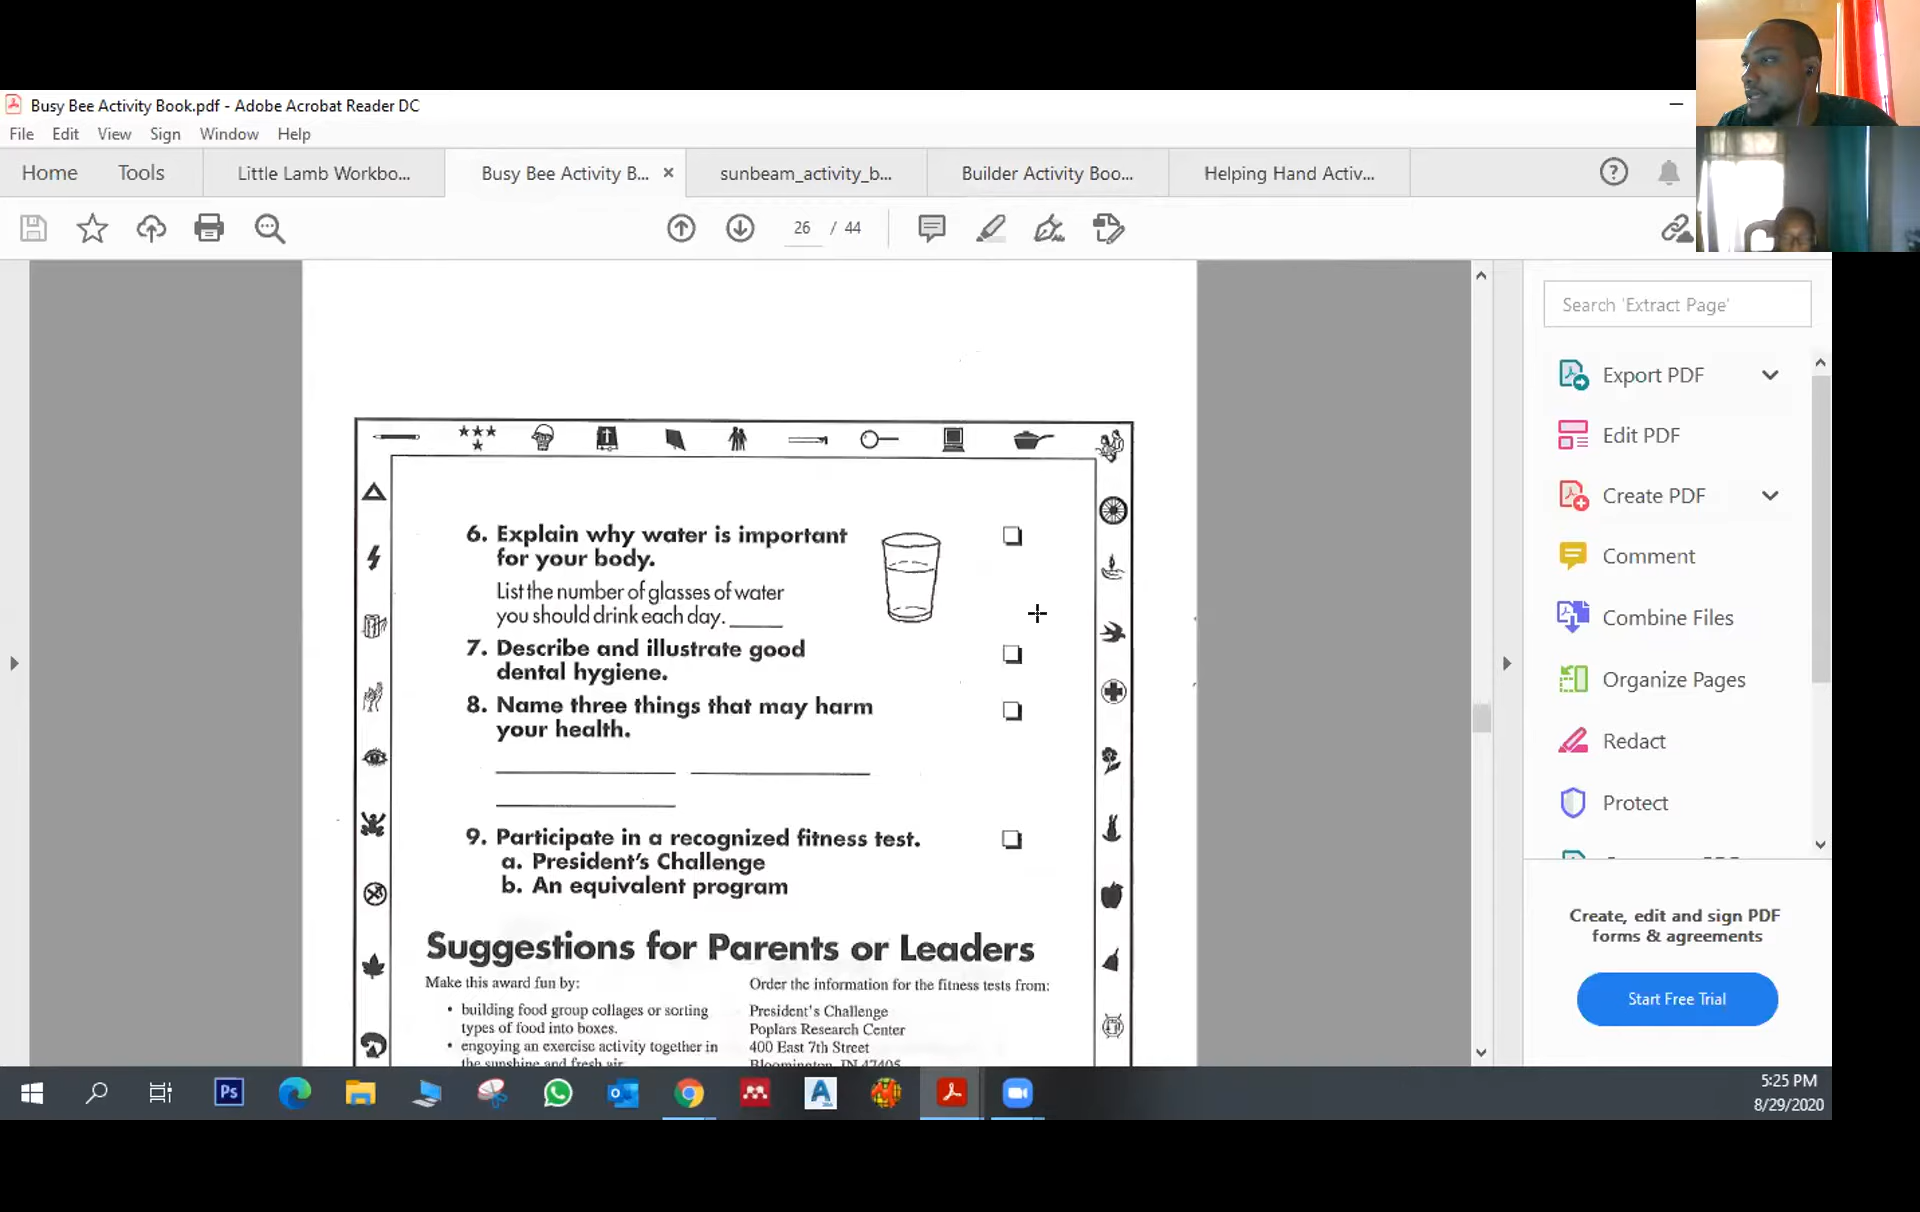 Busy Bee Activity Book.pdf - Adobe Acrobat Reader DC
File Edit View Sign Window Help
Home Tools Little Lamb Workbo... Busy Bee Activity B... sunbeam_activity_b... Builder Activity Boo... Helping Hand Activ...
26 / 44
Search 'Extract Page'
Export PDF
Edit PDF
Create PDF
Comment
Combine Files
Organize Pages
Redact
Protect
Create, edit and sign PDF
forms & agreements
Start Free Trial
6. Explain why water is important
for your body.
List the number of glasses of water
you should drink each day. _____
7. Describe and illustrate good
dental hygiene.
8. Name three things that may harm
your health.
9. Participate in a recognized fitness test.
a. President's Challenge
b. An equivalent program
Suggestions for Parents or Leaders
Make this award fun by:
• building food group collages or sorting
types of food into boxes.
• engoying an exercise activity together in
the sunshine and fresh air
Order the information for the fitness tests from:
President's Challenge
Poplars Research Center
400 East 7th Street
Bloomington, IN 47405
Ps
5:25 PM
8/29/2020